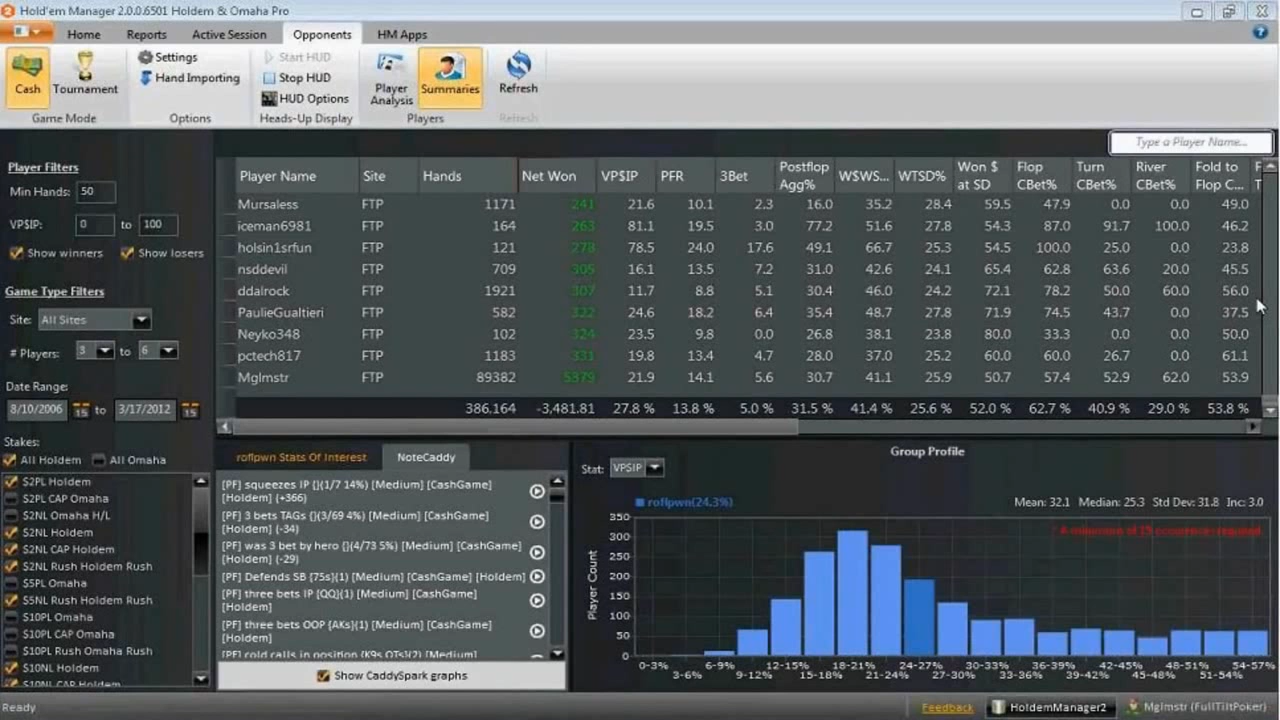 Hold'em Manager 2.0.0.6501 Holdem & Omaha Pro
Home Reports Active Session Opponents HM Apps
Cash Tournament
Game Mode
Settings
Hand Importing
Options
Start HUD
Stop HUD
HUD Options
Heads-Up Display
Player Analysis Summaries
Players
Refresh
Refresh
Type a Player Name...
Player Filters
Min Hands: 50
VP$IP: 0 to 100
Show winners Show losers
Game Type Filters
Site: All Sites
# Players: 3 to 6
Date Range:
8/10/2006 15 to 3/17/2012 15
Stakes:
All Holdem All Omaha
$2PL Holdem
$2PL CAP Omaha
$2NL Omaha H/L
$2NL Holdem
$2NL CAP Holdem
$2NL Rush Holdem Rush
$5PL Omaha
$5NL Rush Holdem Rush
$10PL Omaha
$10PL CAP Omaha
$10PL Rush Omaha Rush
$10NL Holdem
$10NL CAP Holdem
Player Name Site Hands Net Won VP$IP PFR 3Bet Postflop Agg% W$WS... WTSD% Won $ at SD Flop CBet% Turn CBet% River CBet% Fold to Flop C... F T
Mursaless FTP 1171 241 21.6 10.1 2.3 16.0 35.2 28.4 59.5 47.9 0.0 0.0 49.0
iceman6981 FTP 164 263 81.1 19.5 3.0 77.2 51.6 27.8 54.3 87.0 91.7 100.0 46.2
holsin1srfun FTP 121 273 78.5 24.0 17.6 49.1 66.7 25.3 54.5 100.0 25.0 0.0 23.8
nsddevil FTP 709 305 16.1 13.5 7.2 31.0 42.6 24.1 65.4 62.8 63.6 20.0 45.5
ddalrock FTP 1921 307 11.7 8.8 5.1 30.4 46.0 24.2 72.1 78.2 50.0 60.0 56.0
PaulieGualtieri FTP 582 322 24.6 18.2 6.4 35.4 48.7 27.8 71.9 74.5 43.7 0.0 37.5
Neyko348 FTP 102 324 23.5 9.8 0.0 26.8 38.1 23.8 80.0 33.3 0.0 0.0 50.0
pctech817 FTP 1183 331 19.8 13.4 4.7 28.0 37.0 25.2 60.0 60.0 26.7 0.0 61.1
Mglmstr FTP 89382 5379 21.9 14.1 5.6 30.7 41.1 25.9 50.7 57.4 52.9 62.0 53.9
386,164 -3,481.81 27.8 % 13.8 % 5.0 % 31.5 % 41.4 % 25.6 % 52.0 % 62.7 % 40.9 % 29.0 % 53.8 %
roflpwn Stats Of Interest NoteCaddy
[PF] squeezes IP {}(1/7 14%) [Medium] [CashGame]
[Holdem] (+366)
[PF] 3 bets TAGs {}(3/69 4%) [Medium] [CashGame]
[Holdem] (-34)
[PF] was 3 bet by hero {}(4/73 5%) [Medium] [CashGame]
[Holdem] (-29)
[PF] Defends SB {75s}(1) [Medium] [CashGame] [Holdem]
[PF] three bets IP {QQ}(1) [Medium] [CashGame]
[Holdem]
[PF] three bets OOP {AKs}(1) [Medium] [CashGame]
[Holdem]
[PF] cold calls in position {K9s QTs}(2) [Medium]
Show CaddySpark graphs
Group Profile
Stat: VP$IP
roflpwn(24.3%)
Mean: 32.1 Median: 25.3 Std Dev: 31.8 Inc: 3.0
* A minimum of 15 occurrences required.
Player Count
350
300
250
200
150
100
50
0
0-3% 6-9% 12-15% 18-21% 24-27% 30-33% 36-39% 42-45% 48-51% 54-57%
3-6% 9-12% 15-18% 21-24% 27-30% 33-36% 39-42% 45-48% 51-54%
Ready Feedback HoldemManager2 Mglmstr (FullTiltPoker)